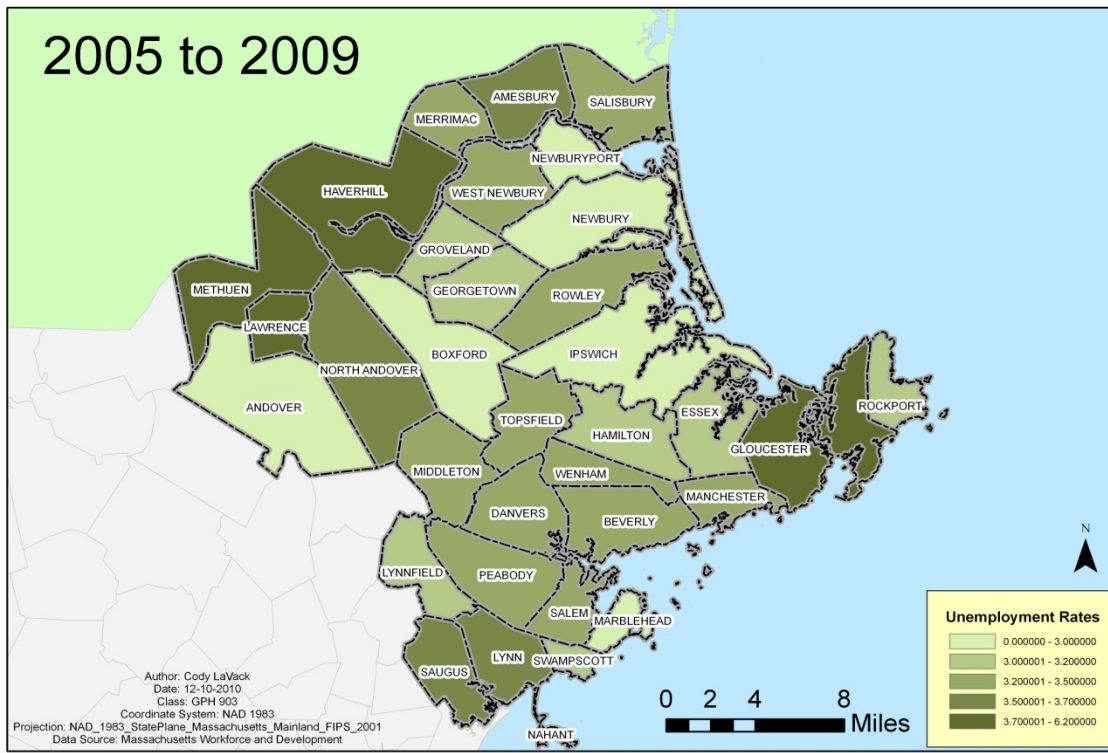 2005 to 2009
AMESBURY
SALISBURY
MERRIMAC
NEWBURYPORT
HAVERHILL
WEST NEWBURY
NEWBURY
GROVELAND
METHUEN
GEORGETOWN
ROWLEY
LAWRENCE
BOXFORD
IPSWICH
NORTH ANDOVER
ANDOVER
ESSEX
ROCKPORT
TOPSFIELD
HAMILTON
GLOUCESTER
MIDDLETON
WENHAM
MANCHESTER
DANVERS
BEVERLY
LYNNFIELD
PEABODY
SALEM
MARBLEHEAD
LYNN
SWAMPSCOTT
SAUGUS
NAHANT
N
Unemployment Rates
0.000000 - 3.000000
3.000001 - 3.200000
3.200001 - 3.500000
3.500001 - 3.700000
3.700001 - 6.200000
0 2 4 8
Miles
Author: Cody LaVack
Date: 12-10-2010
Class: GPH 903
Coordinate System: NAD 1983
Projection: NAD_1983_StatePlane_Massachusetts_Mainland_FIPS_2001
Data Source: Massachusetts Workforce and Development